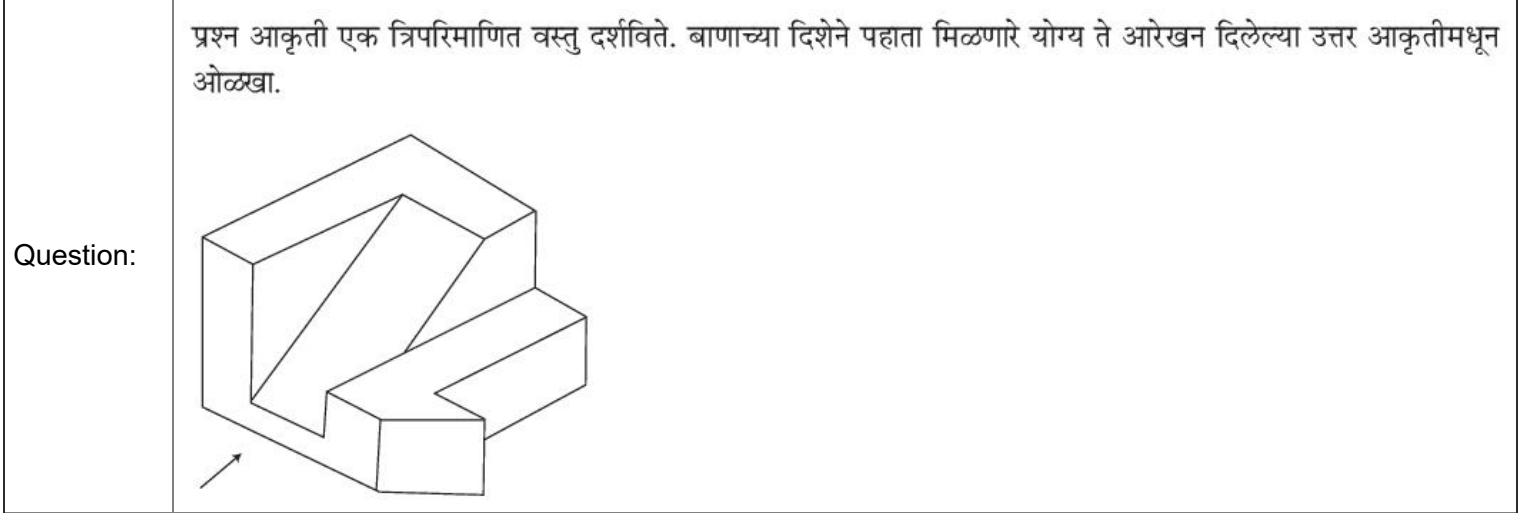 प्रश्न आकृती एक त्रिपरिमाणित वस्तु दर्शविते. बाणाच्या दिशेने पहाता मिळणारे योग्य ते आरेखन दिलेल्या उत्तर आकृतीमधून
ओळखा.
Question: